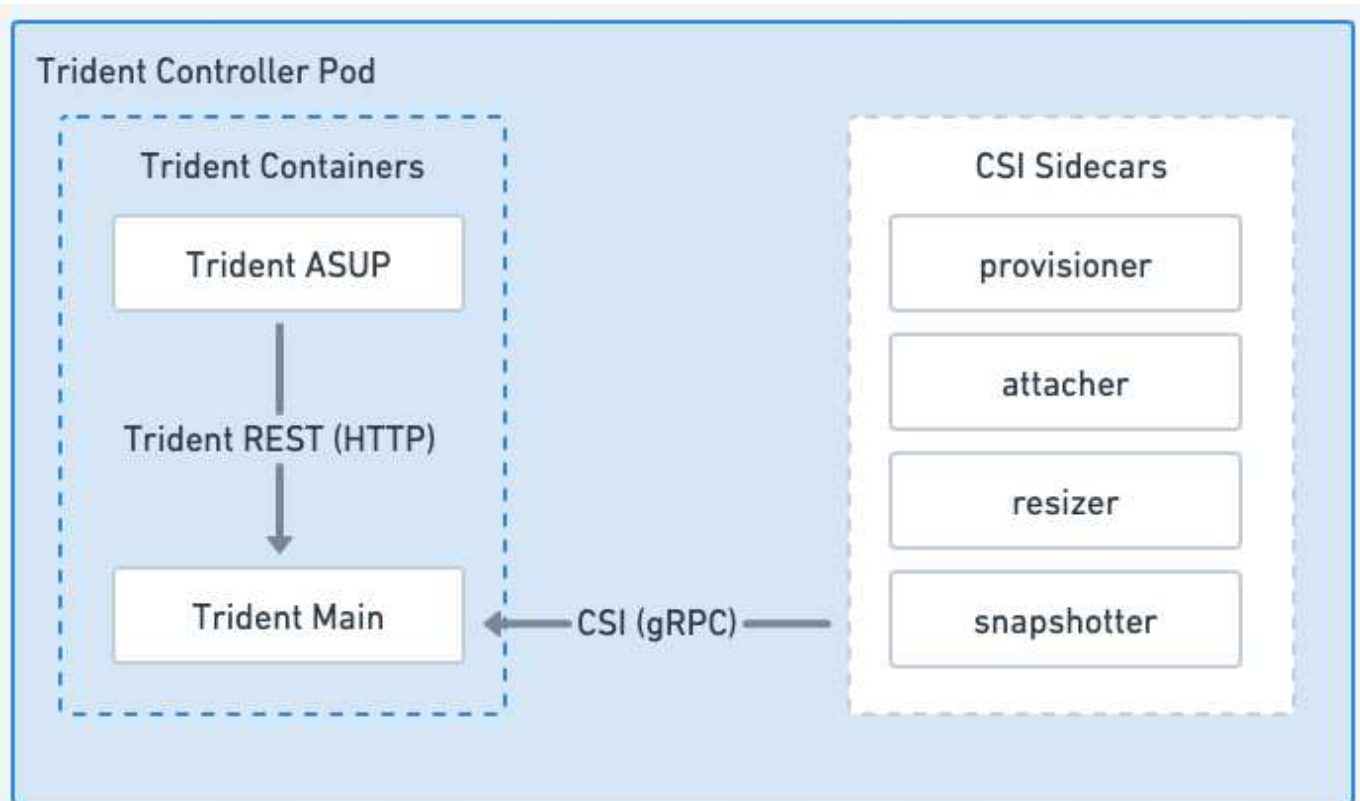 Trident Controller Pod
Trident Containers
Trident ASUP
Trident REST (HTTP)
Trident Main
CSI (gRPC)
CSI Sidecars
provisioner
attacher
resizer
snapshotter